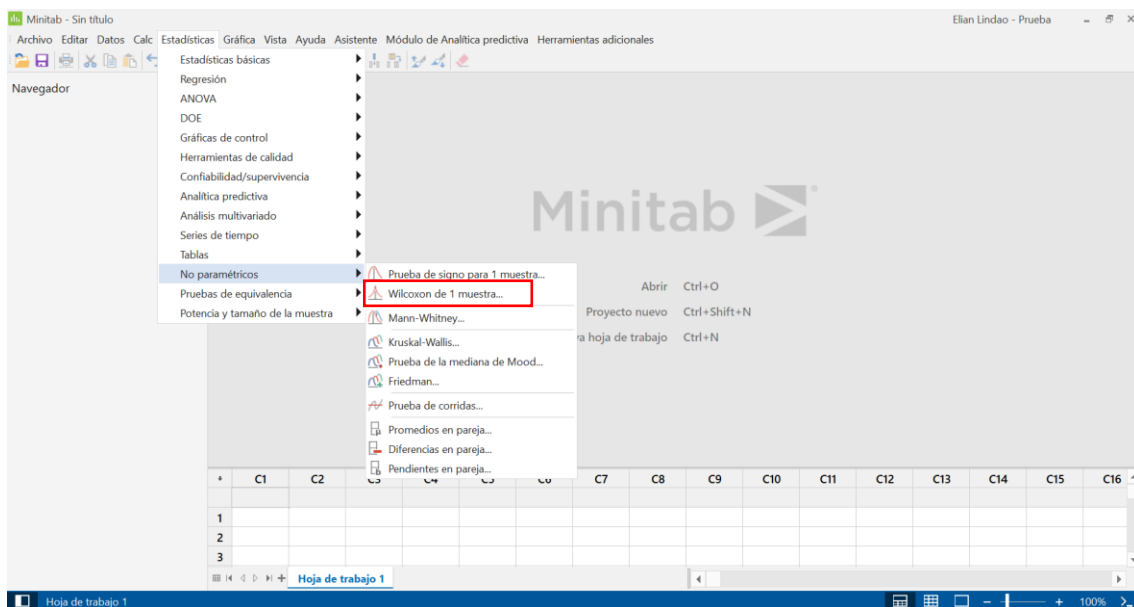 Minitab - Sin título
Elian Lindao - Prueba
Archivo Editar Datos Calc Estadísticas Gráfica Vista Ayuda Asistente Módulo de Analítica predictiva Herramientas adicionales
Navegador
Estadísticas básicas
Regresión
ANOVA
DOE
Gráficas de control
Herramientas de calidad
Confiabilidad/supervivencia
Analítica predictiva
Análisis multivariado
Series de tiempo
Tablas
No paramétricos
Pruebas de equivalencia
Potencia y tamaño de la muestra
Prueba de signo para 1 muestra...
Wilcoxon de 1 muestra...
Mann-Whitney...
Kruskal-Wallis...
Prueba de la mediana de Mood...
Friedman...
Prueba de corridas...
Promedios en pareja...
Diferencias en pareja...
Pendientes en pareja...
Minitab
Abrir Ctrl+O
Proyecto nuevo Ctrl+Shift+N
hoja de trabajo Ctrl+N
C1 C2 C7 C8 C9 C10 C11 C12 C13 C14 C15 C16
1
2
3
Hoja de trabajo 1
Hoja de trabajo 1
100%